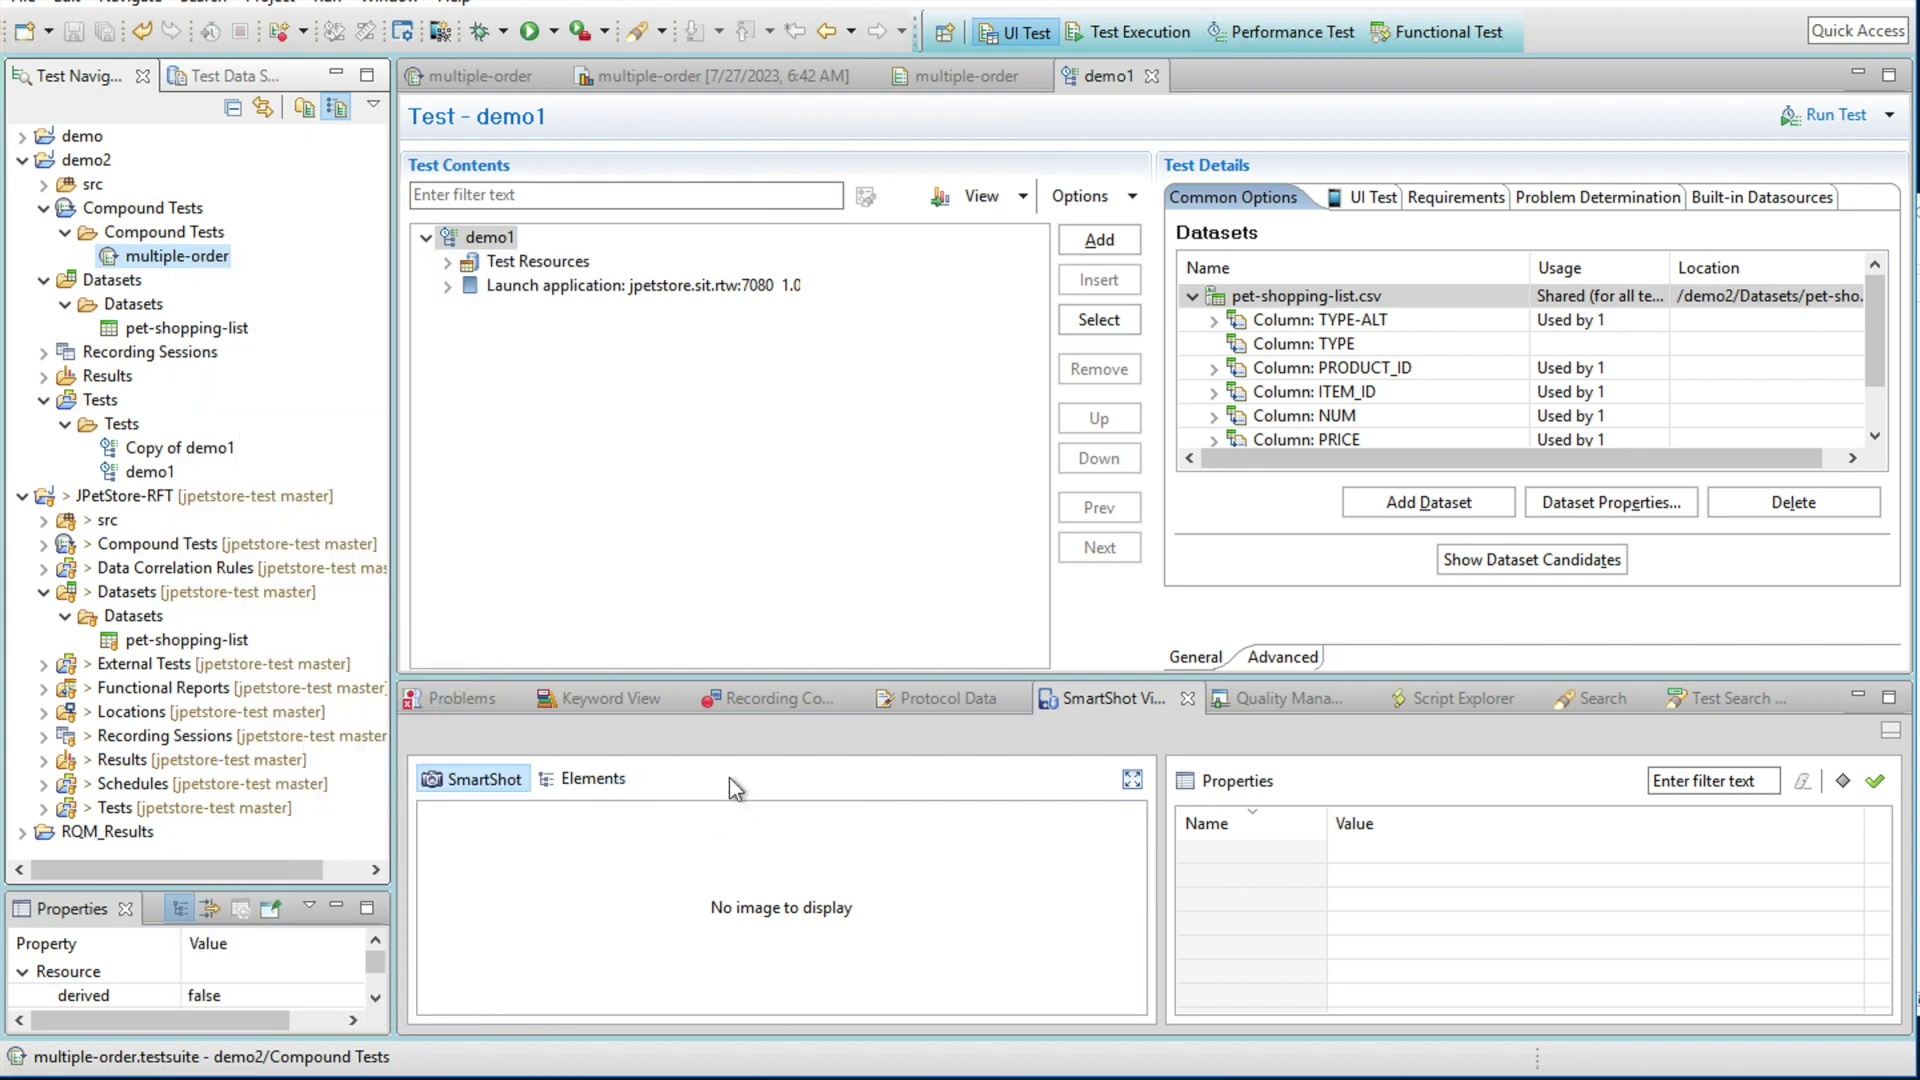 Quick Access
UI Test
Test Execution
Performance Test
Functional Test
Test Navig...
Test Data S...
demo
demo2
src
Compound Tests
Compound Tests
multiple-order
Datasets
Datasets
pet-shopping-list
Recording Sessions
Results
Tests
Tests
Copy of demo1
demo1
> JPetStore-RFT [jpetstore-test master]
> src
> Compound Tests [jpetstore-test master]
> Data Correlation Rules [jpetstore-test mas
> Datasets [jpetstore-test master]
Datasets
pet-shopping-list
> External Tests [jpetstore-test master]
> Functional Reports [jpetstore-test master]
> Locations [jpetstore-test master]
> Recording Sessions [jpetstore-test master
> Results [jpetstore-test master]
> Schedules [jpetstore-test master]
> Tests [jpetstore-test master]
RQM_Results
Properties
Property Value
Resource
derived false
multiple-order
multiple-order [7/27/2023, 6:42 AM]
multiple-order
demo1
Test - demo1
Run Test
Test Contents
Enter filter text
View
Options
demo1
Test Resources
Launch application: jpetstore.sit.rtw:7080 1.0
Add
Insert
Select
Remove
Up
Down
Prev
Next
Test Details
Common Options
UI Test
Requirements
Problem Determination
Built-in Datasources
Datasets
Name Usage Location
pet-shopping-list.csv Shared (for all te... /demo2/Datasets/pet-sho.
Column: TYPE-ALT Used by 1
Column: TYPE
Column: PRODUCT_ID Used by 1
Column: ITEM_ID Used by 1
Column: NUM Used by 1
Column: PRICE Used by 1
Add Dataset
Dataset Properties...
Delete
Show Dataset Candidates
General
Advanced
Problems
Keyword View
Recording Co...
Protocol Data
SmartShot Vi...
Quality Mana...
Script Explorer
Search
Test Search ...
SmartShot
Elements
No image to display
Properties
Enter filter text
Name Value
multiple-order.testsuite - demo2/Compound Tests